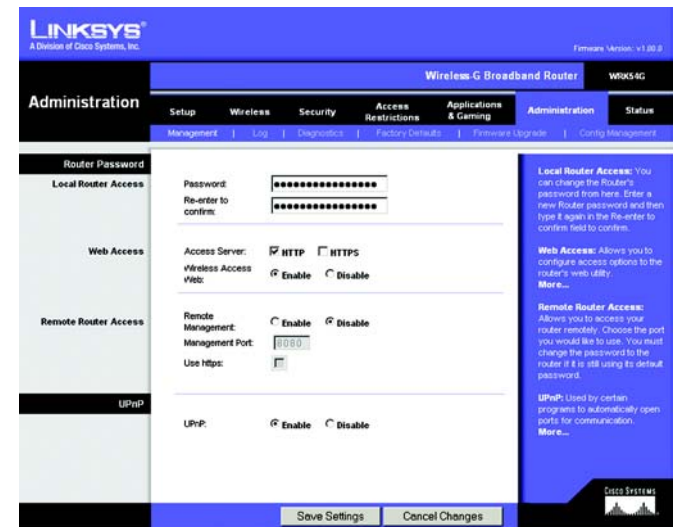 LINKSYS®
A Division of Cisco Systems, Inc.
Firmware Version: v1.00.0
Wireless-G Broadband Router WRK54G
Administration
Setup Wireless Security Access Restrictions Applications & Gaming Administration Status
Management | Log | Diagnostics | Factory Defaults | Firmware Upgrade | Config Management
Router Password
Local Router Access
Password:
Re-enter to
confirm:
Web Access
Access Server: HTTP HTTPS
Wireless Access
Web: Enable Disable
Remote Router Access
Remote
Management: Enable Disable
Management Port: 8080
Use https:
UPnP
UPnP: Enable Disable
Local Router Access: You
can change the Router's
password from here. Enter a
new Router password and then
type it again in the Re-enter to
confirm field to confirm.
Web Access: Allows you to
configure access options to the
router's web utility.
More...
Remote Router Access:
Allows you to access your
router remotely. Choose the port
you would like to use. You must
change the password to the
router if it is still using its default
password.
UPnP: Used by certain
programs to automatically open
ports for communication.
More...
Save Settings Cancel Changes
CISCO SYSTEMS